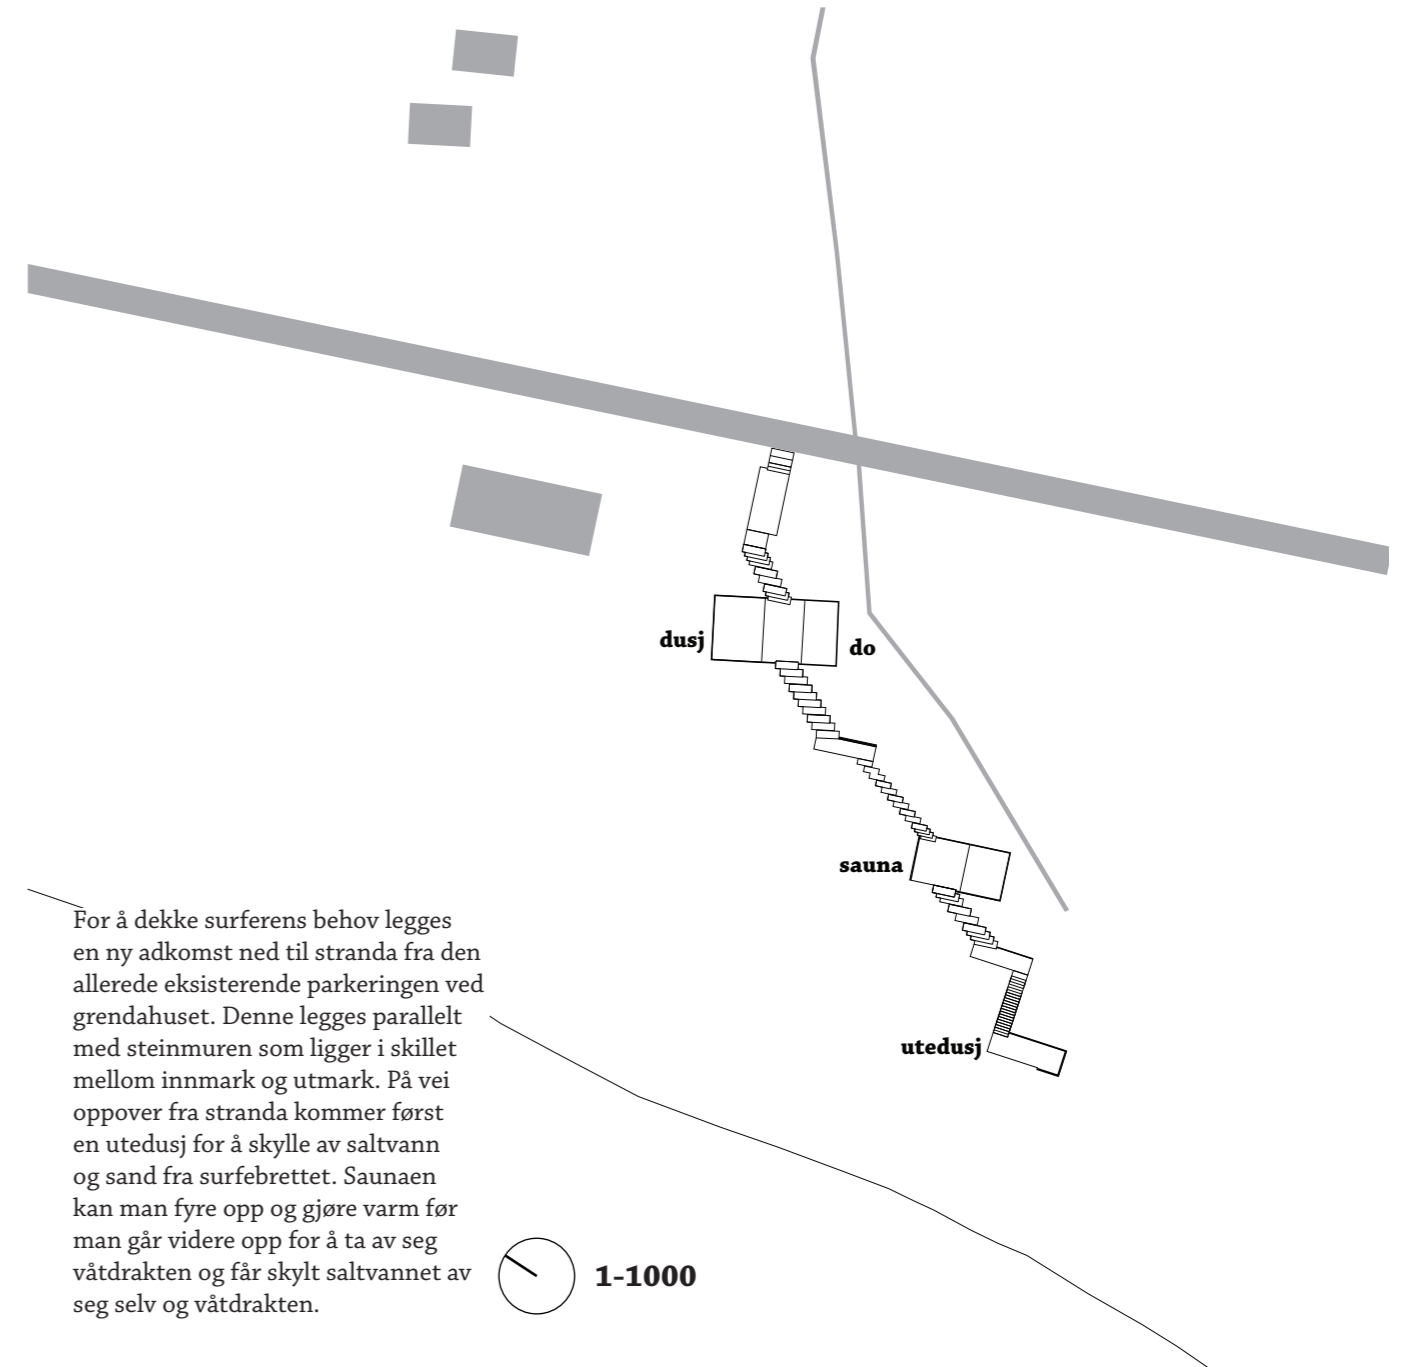 dusj
do
sauna
utedusj
For å dekke surferens behov legges
en ny adkomst ned til stranda fra den
allerede eksisterende parkeringen ved
grendahuset. Denne legges parallelt
med steinmuren som ligger i skillet
mellom innmark og utmark. På vei
oppover fra stranda kommer først
en utedusj for å skylle av saltvann
og sand fra surfebrettet. Saunaen
kan man fyre opp og gjøre varm før
man går videre opp for å ta av seg
våtdrakten og får skylt saltvannet av
seg selv og våtdrakten.
1-1000